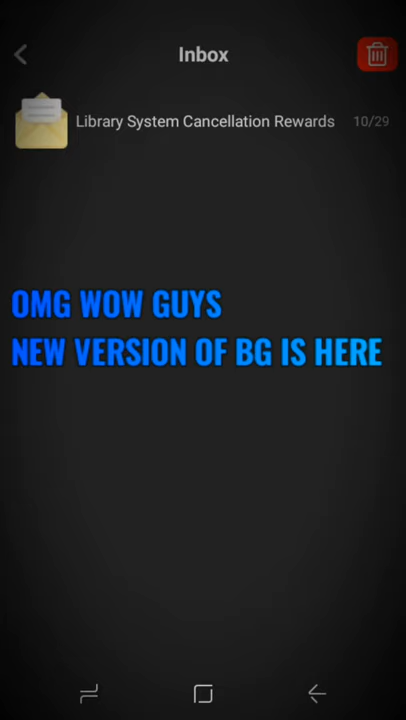 Inbox
Library System Cancellation Rewards 10/29
OMG WOW GUYS
NEW VERSION OF BG IS HERE